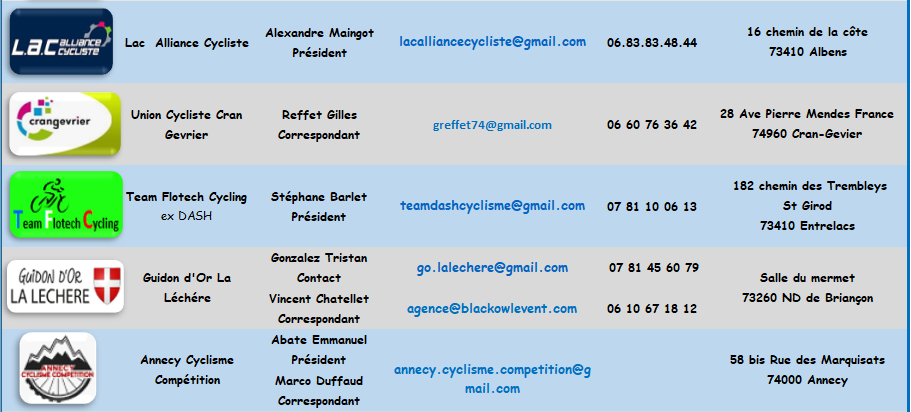 L.a.C ALLIANCE
CYCLISTE
Lac Alliance Cycliste
Alexandre Maingot
Président
lacalliancecycliste@gmail.com
06.83.83.48.44
16 chemin de la côte
73410 Albens
crangevrier
Union Cycliste Cran
Gevrier
Reffet Gilles
Correspondant
greffet74@gmail.com
06 60 76 36 42
28 Ave Pierre Mendes France
74960 Cran-Gevier
Team Flotech Cycling
Team Flotech Cycling
ex DASH
Stéphane Barlet
Président
teamdashcyclisme@gmail.com
07 81 10 06 13
182 chemin des Trembleys
St Girod
73410 Entrelacs
GUIDON D'OR
LA LECHERE
Guidon d'Or La
Léchére
Gonzalez Tristan
Contact
Vincent Chatellet
Correspondant
go.lalechere@gmail.com
agence@blackowlevent.com
07 81 45 60 79
06 10 67 18 12
Salle du mermet
73260 ND de Briançon
ANNECY
CYCLISME COMPETITION
Annecy Cyclisme
Compétition
Abate Emmanuel
Président
Marco Duffaud
Correspondant
annecy.cyclisme.competition@g
mail.com
58 bis Rue des Marquisats
74000 Annecy